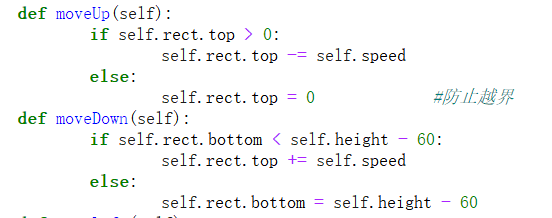 def moveUp(self):
        if self.rect.top > 0:
                self.rect.top -= self.speed
        else:
                self.rect.top = 0                #防止越界
def moveDown(self):
        if self.rect.bottom < self.height - 60:
                self.rect.top += self.speed
        else:
                self.rect.bottom = self.height - 60